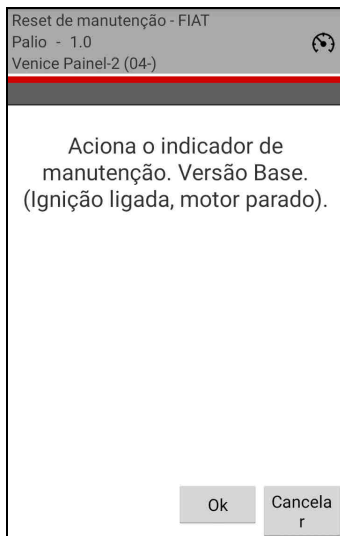 Reset de manutenção - FIAT
Palio - 1.0
Venice Painel-2 (04-)
Aciona o indicador de
manutenção. Versão Base.
(Ignição ligada, motor parado).
Ok
Cancela
r